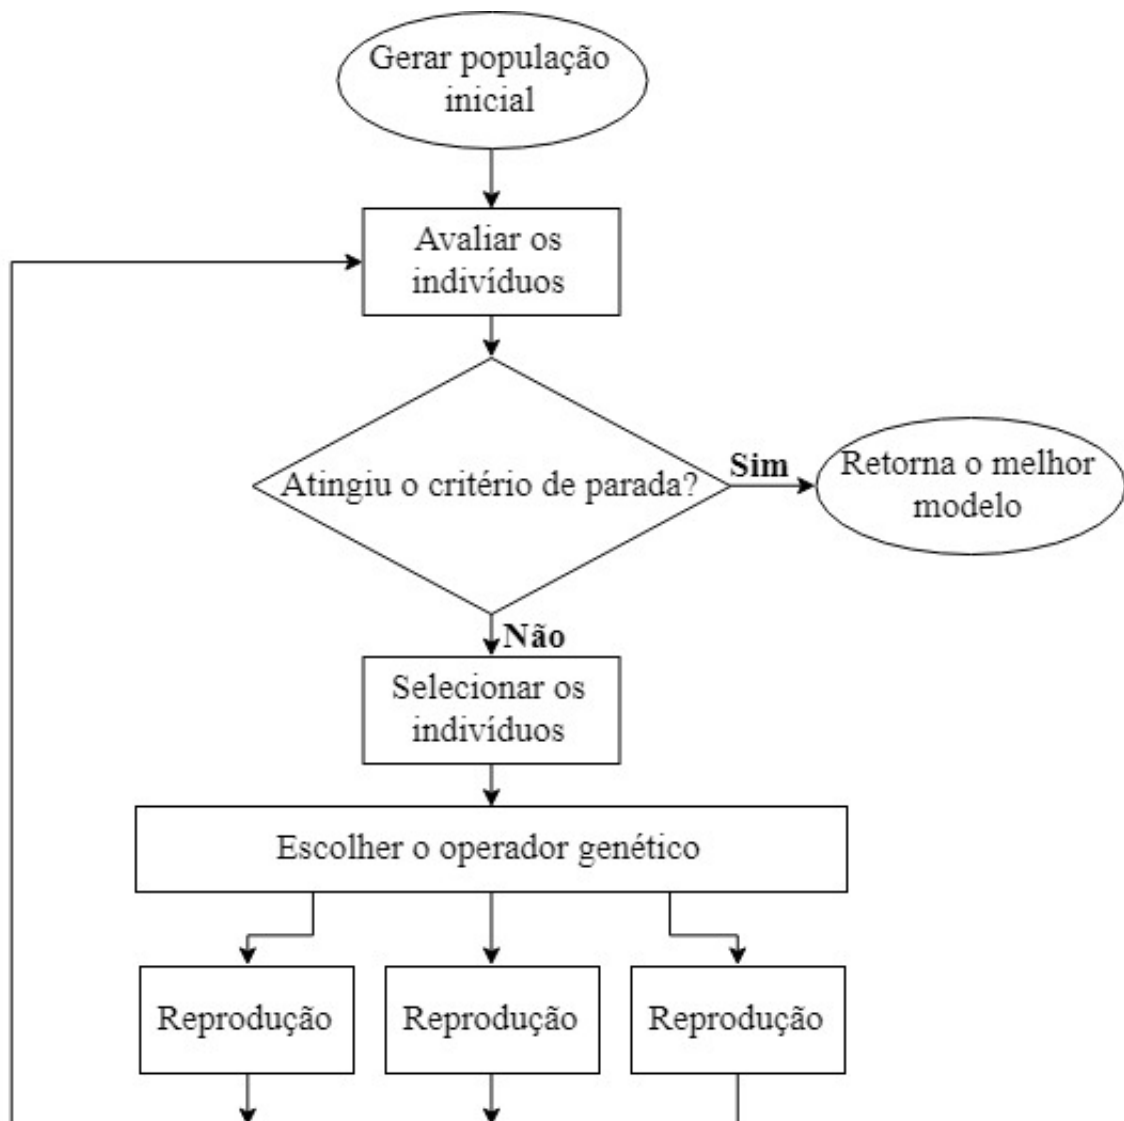 Gerar população
inicial
Avaliar os
indivíduos
Atingiu o critério de parada?
Sim
Retorna o melhor
modelo
Não
Selecionar os
indivíduos
Escolher o operador genético
Reprodução
Reprodução
Reprodução